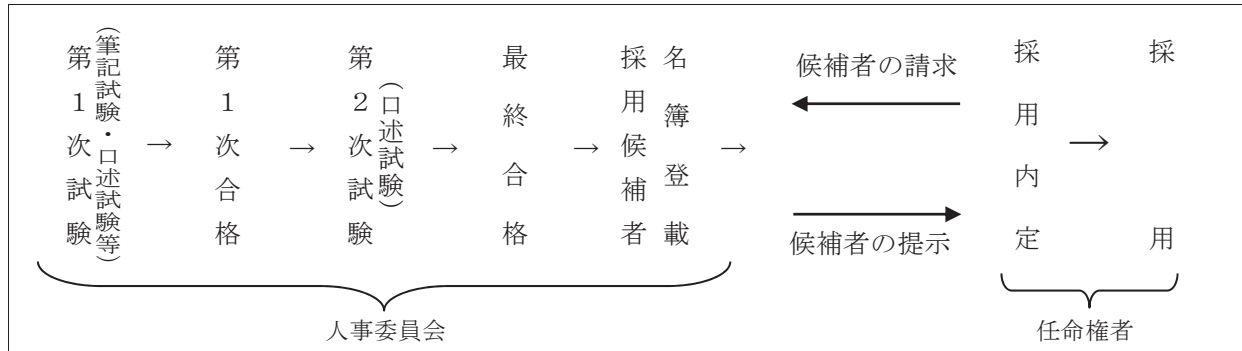 第１次試験
（筆記試験・口述試験等）
→
第１次合格
→
第２次試験
（口述試験）
→
最終合格
→
採用候補者
名簿登載
→
候補者の請求
候補者の提示
採用内定
→
採用
人事委員会
任命権者